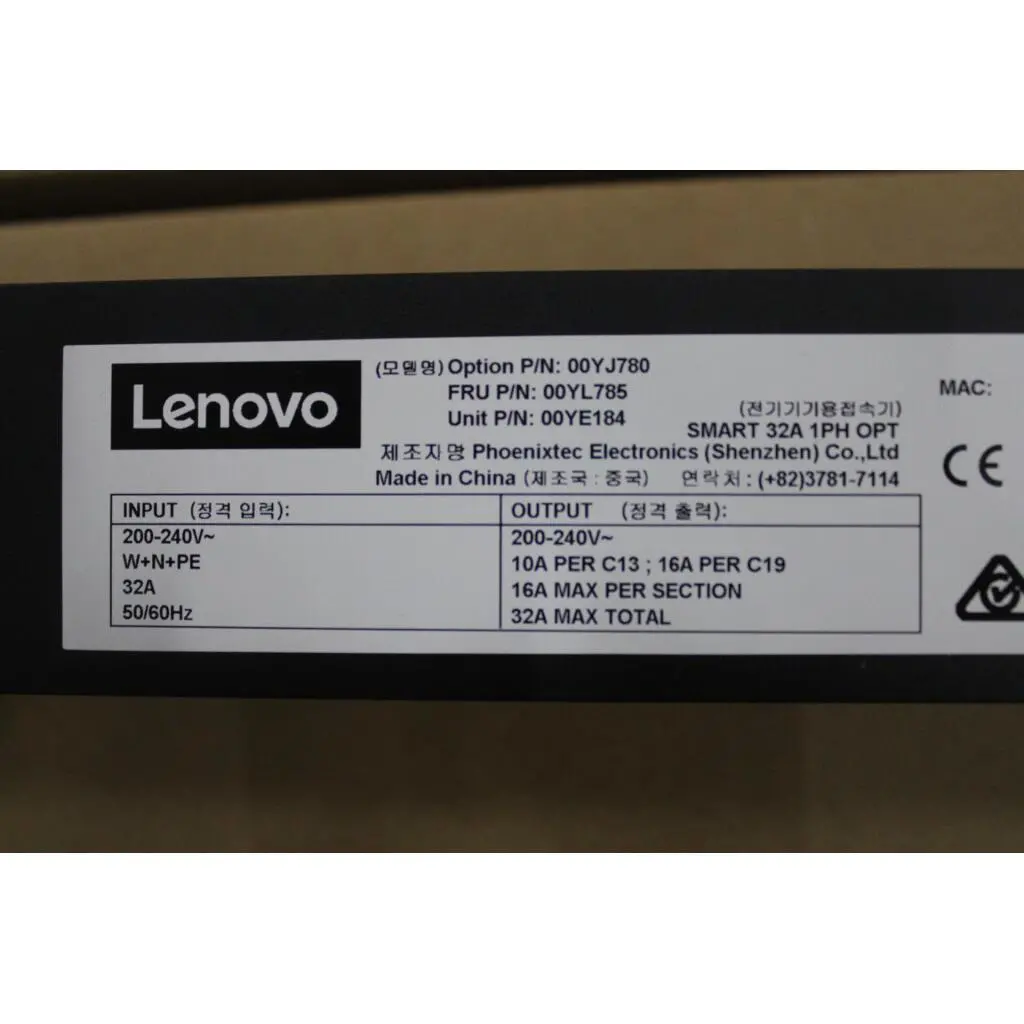 Lenovo
(모델명) Option P/N: 00YJ780
FRU P/N: 00YL785
Unit P/N: 00YE184
(전기기기용접속기)
SMART 32A 1PH OPT
제조자명 Phoenixtec Electronics (Shenzhen) Co.,Ltd
Made in China (제조국 : 중국) 연락처 : (+82)3781-7114
MAC:
CE
INPUT (정격 입력):
200-240V~
W+N+PE
32A
50/60Hz
OUTPUT (정격 출력):
200-240V~
10A PER C13 ; 16A PER C19
16A MAX PER SECTION
32A MAX TOTAL